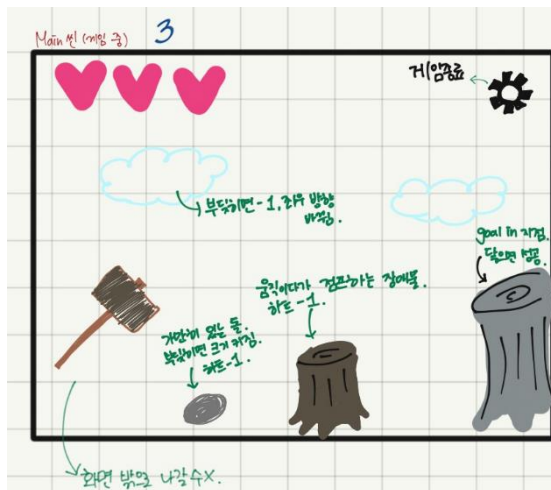 Main 씬 (게임 중)
3
게임종료
부딪히면 -1, 좌우 방향
바뀜.
goal in 지점.
닿으면 성공.
움직이다가 점프하는 장애물.
하트 -1.
가만히 있는 돌.
부딪히면 크기 커짐.
하트-1.
화면 밖으로 나갈 수 X.